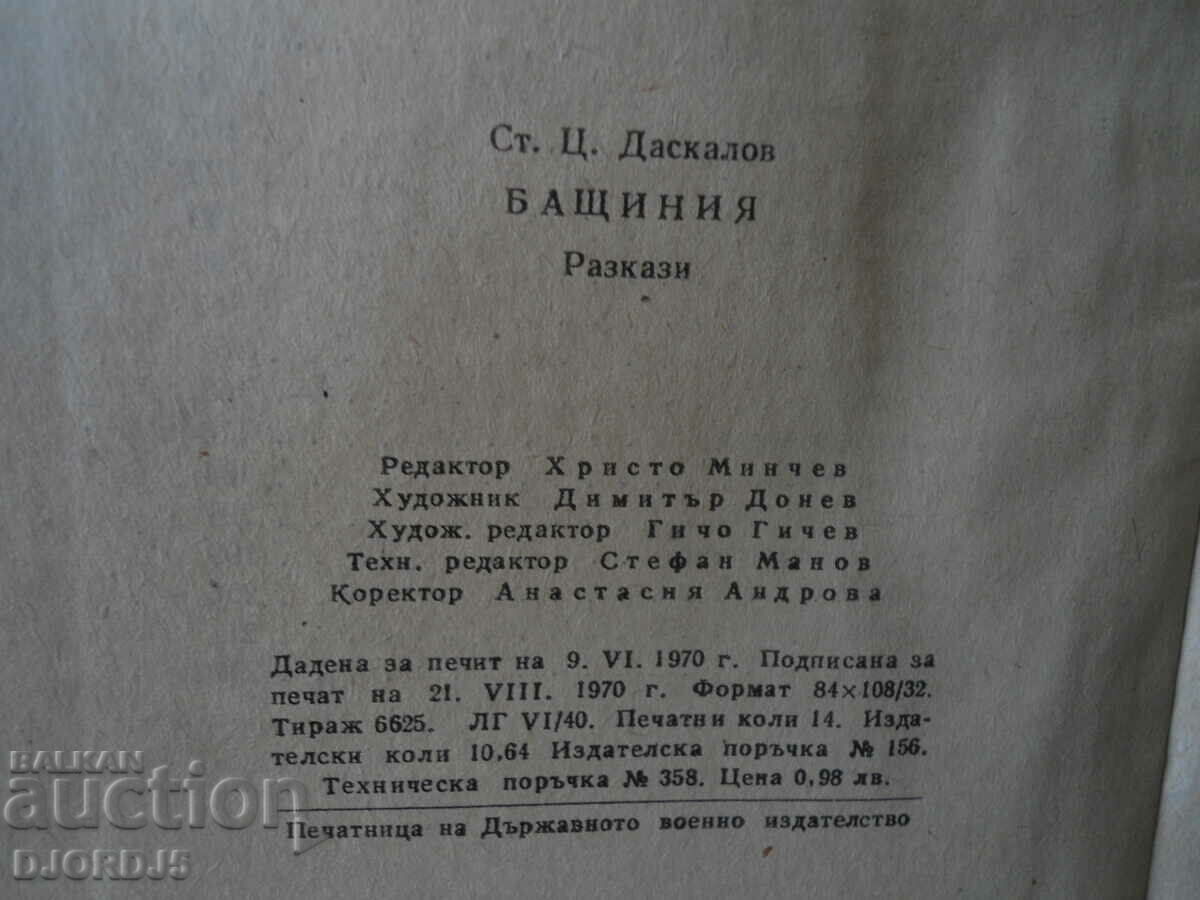 Ст. Ц. Даскалов
БАЩИНИЯ
Разкази
Редактор Христо Минчев
Художник Димитър Донев
Худож. редактор Гичо Гичев
Техн. редактор Стефан Манов
Коректор Анастасия Андрова
Дадена за печит на 9. VI. 1970 г. Подписана за
печат на 21. VIII. 1970 г. Формат 84×108/32.
Тираж 6625. ЛГ VI/40. Печатни коли 14. Изда-
телски коли 10,64 Издателска поръчка № 156.
Техническа поръчка № 358. Цена 0,98 лв.
Печатница на Държавното военно издателство
BALKAN
auction
DJORDJ5